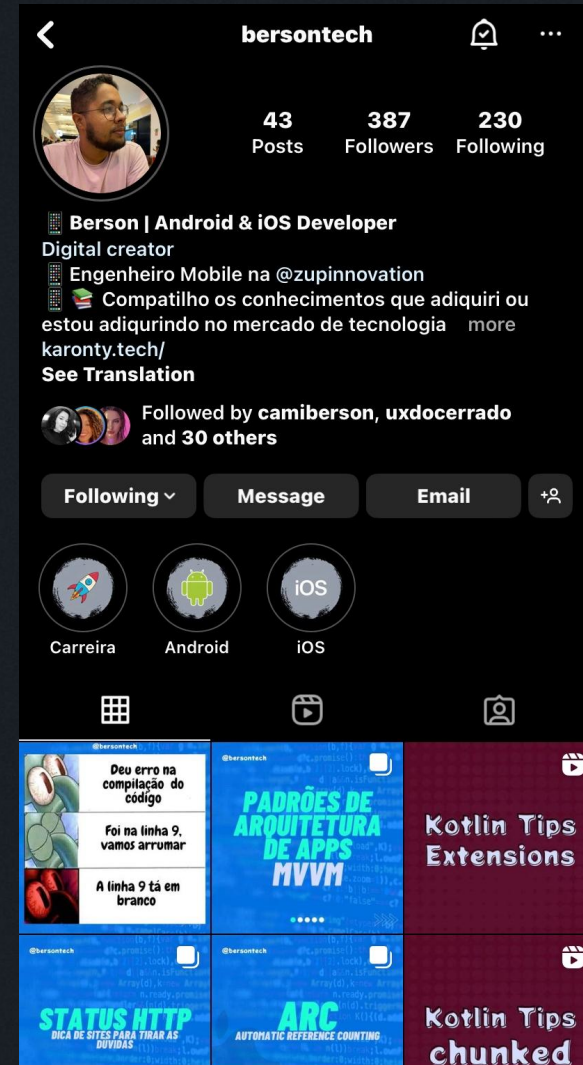 bersontech
43 387 230
Posts Followers Following
Berson | Android & iOS Developer
Digital creator
Engenheiro Mobile na @zupinnovation
Compatilho os conhecimentos que adiquiri ou
estou adiqurindo no mercado de tecnologia more
karonty.tech/
See Translation
Followed by camiberson, uxdocerrado
and 30 others
Following Message Email
iOS
Carreira Android iOS
@bersontech
Deu erro na
compilação do
código
Foi na linha 9,
vamos arrumar
A linha 9 tá em
branco
@bersontech
PADRÕES DE
ARQUITETURA
DE APPS
MVVM
Kotlin Tips
Extensions
@bersontech
STATUS HTTP
DICA DE SITES PARA TIRAR AS
DÚVIDAS
@bersontech
ARC
AUTOMATIC REFERENCE COUNTING
Kotlin Tips
chunked